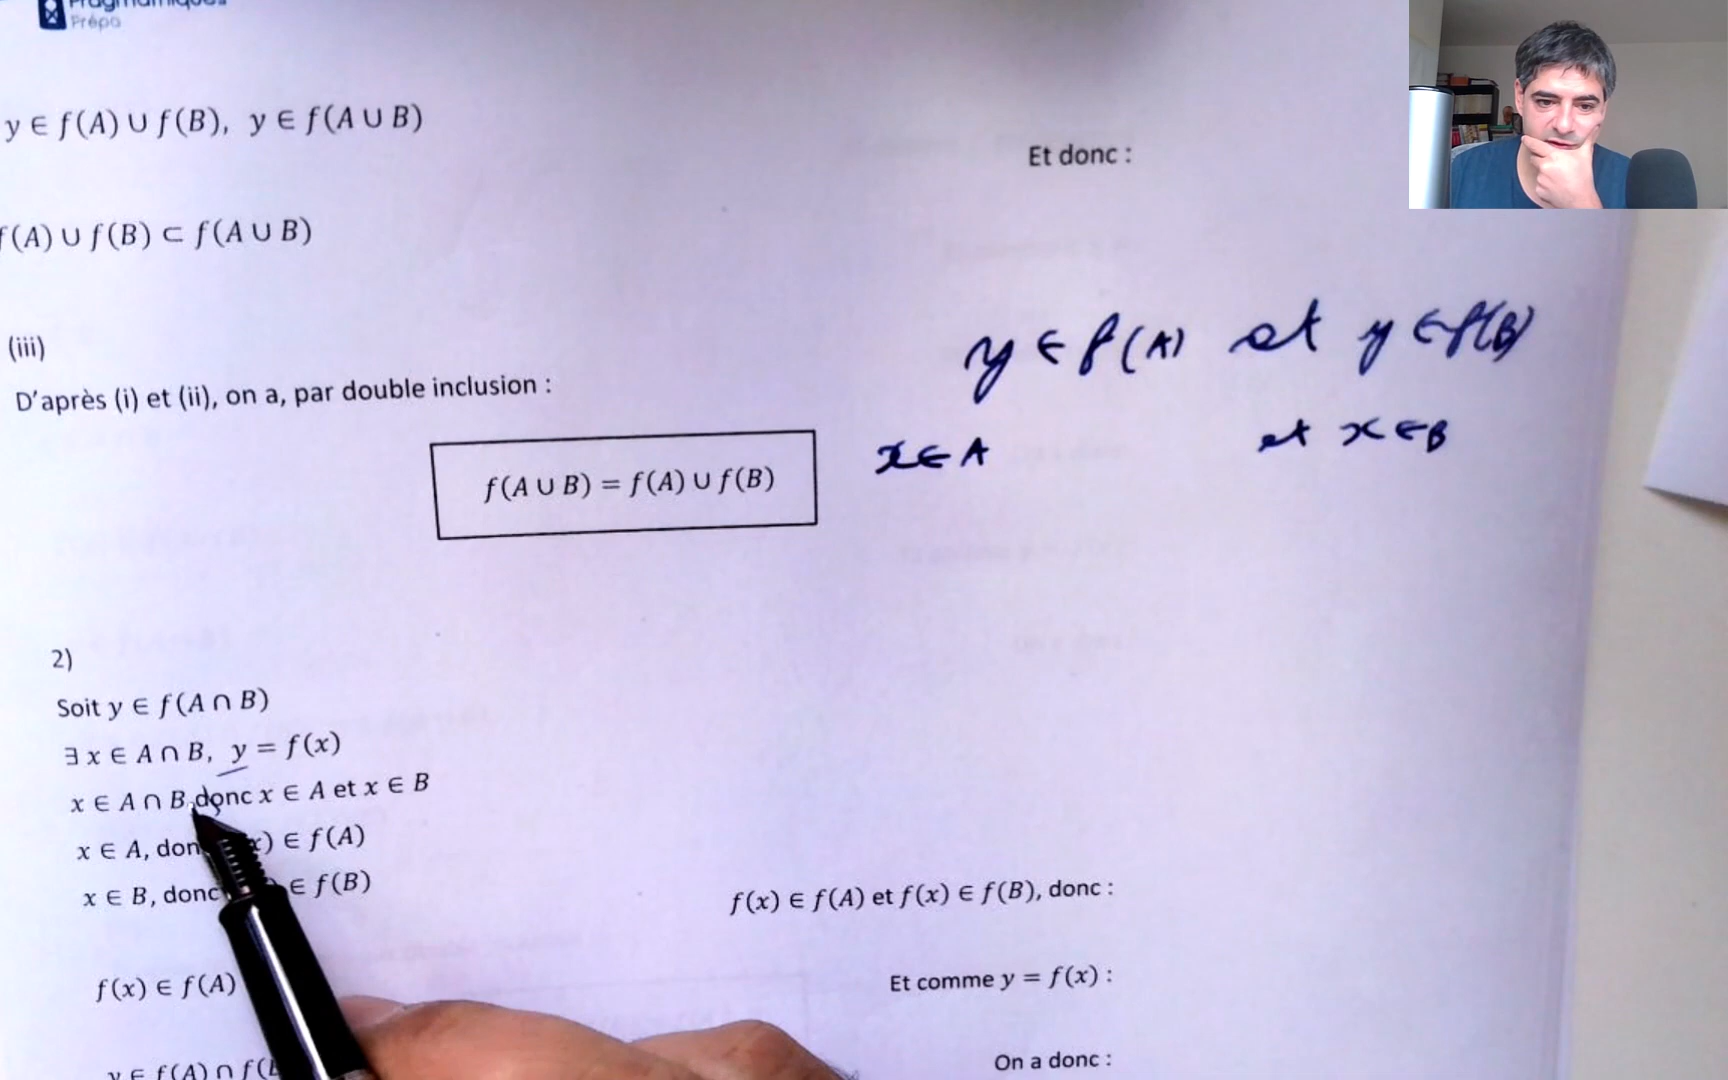 Prépa
y ∈ f(A) ∪ f(B), y ∈ f(A ∪ B)
Et donc :
f(A) ∪ f(B) ⊂ f(A ∪ B)
y ∈ f(A) et y ∈ f(B)
(iii)
D'après (i) et (ii), on a, par double inclusion :
x ∈ A et x ∈ B
f(A ∪ B) = f(A) ∪ f(B)
2)
Soit y ∈ f(A ∩ B)
∃ x ∈ A ∩ B, y = f(x)
x ∈ A ∩ B donc x ∈ A et x ∈ B
x ∈ A, x) ∈ f(A)
x ∈ B, donc ∈ f(B)
f(x) ∈ f(A) et f(x) ∈ f(B), donc :
f(x) ∈ f(A)
Et comme y = f(x) :
y ∈ f(A) ∩ f(
On a donc :